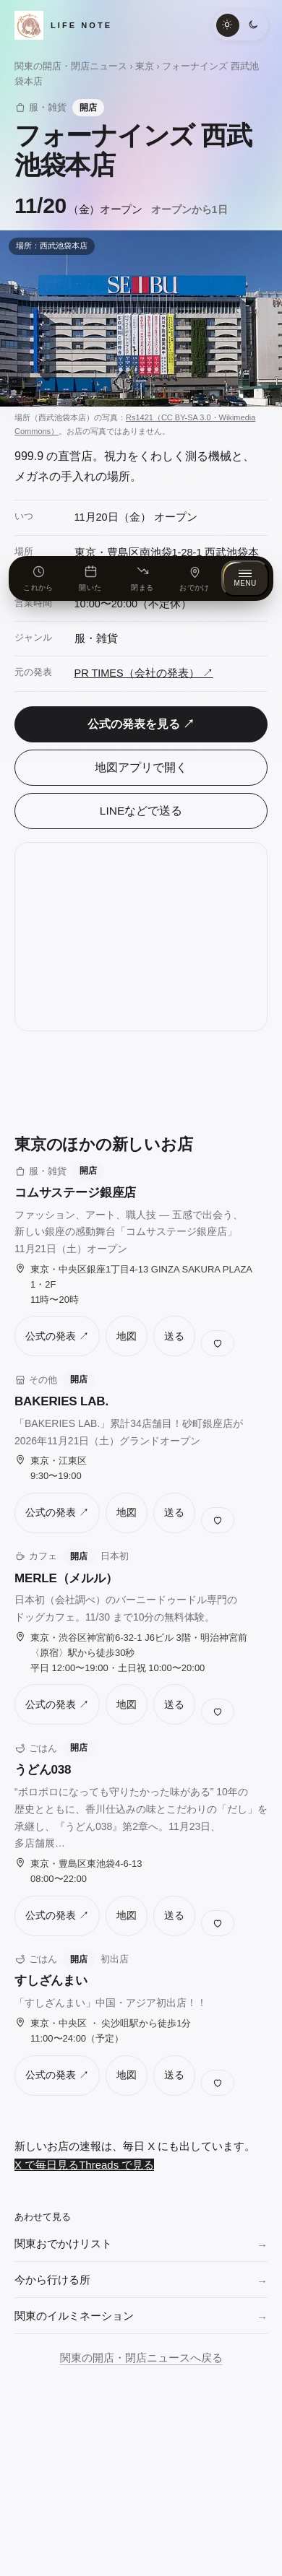 LIFE NOTE
関東の開店・閉店ニュース › 東京 › フォーナインズ 西武池
袋本店
服・雑貨 開店
フォーナインズ 西武
池袋本店
11/20（金）オープン オープンから1日
場所：西武池袋本店
SEIBU
場所（西武池袋本店）の写真：Rs1421（CC BY-SA 3.0・Wikimedia
Commons）。お店の写真ではありません。
999.9 の直営店。視力をくわしく測る機械と、
メガネの手入れの場所。
いつ 11月20日（金） オープン
場所 東京・豊島区南池袋1-28-1 西武池袋本
これから 開いた 閉まる おでかけ MENU
営業時間 10:00〜20:00（不定休）
ジャンル 服・雑貨
元の発表 PR TIMES（会社の発表） ↗
公式の発表を見る ↗
地図アプリで開く
LINEなどで送る
東京のほかの新しいお店
服・雑貨 開店
コムサステージ銀座店
ファッション、アート、職人技 — 五感で出会う、
新しい銀座の感動舞台「コムサステージ銀座店」
11月21日（土）オープン
東京・中央区銀座1丁目4-13 GINZA SAKURA PLAZA
1・2F
11時〜20時
公式の発表 ↗ 地図 送る
その他 開店
BAKERIES LAB.
「BAKERIES LAB.」累計34店舗目！砂町銀座店が
2026年11月21日（土）グランドオープン
東京・江東区
9:30〜19:00
公式の発表 ↗ 地図 送る
カフェ 開店 日本初
MERLE（メルル）
日本初（会社調べ）のバーニードゥードル専門の
ドッグカフェ。11/30 まで10分の無料体験。
東京・渋谷区神宮前6-32-1 J6ビル 3階・明治神宮前
〈原宿〉駅から徒歩30秒
平日 12:00〜19:00・土日祝 10:00〜20:00
公式の発表 ↗ 地図 送る
ごはん 開店
うどん038
“ボロボロになっても守りたかった味がある” 10年の
歴史とともに、香川仕込みの味とこだわりの「だし」を
承継し、『うどん038』第2章へ。11月23日、
多店舗展…
東京・豊島区東池袋4-6-13
08:00〜22:00
公式の発表 ↗ 地図 送る
ごはん 開店 初出店
すしざんまい
「すしざんまい」中国・アジア初出店！！
東京・中央区 ・ 尖沙咀駅から徒歩1分
11:00〜24:00（予定）
公式の発表 ↗ 地図 送る
新しいお店の速報は、毎日 X にも出しています。
X で毎日見るThreads で見る
あわせて見る
関東おでかけリスト →
今から行ける所 →
関東のイルミネーション →
関東の開店・閉店ニュースへ戻る